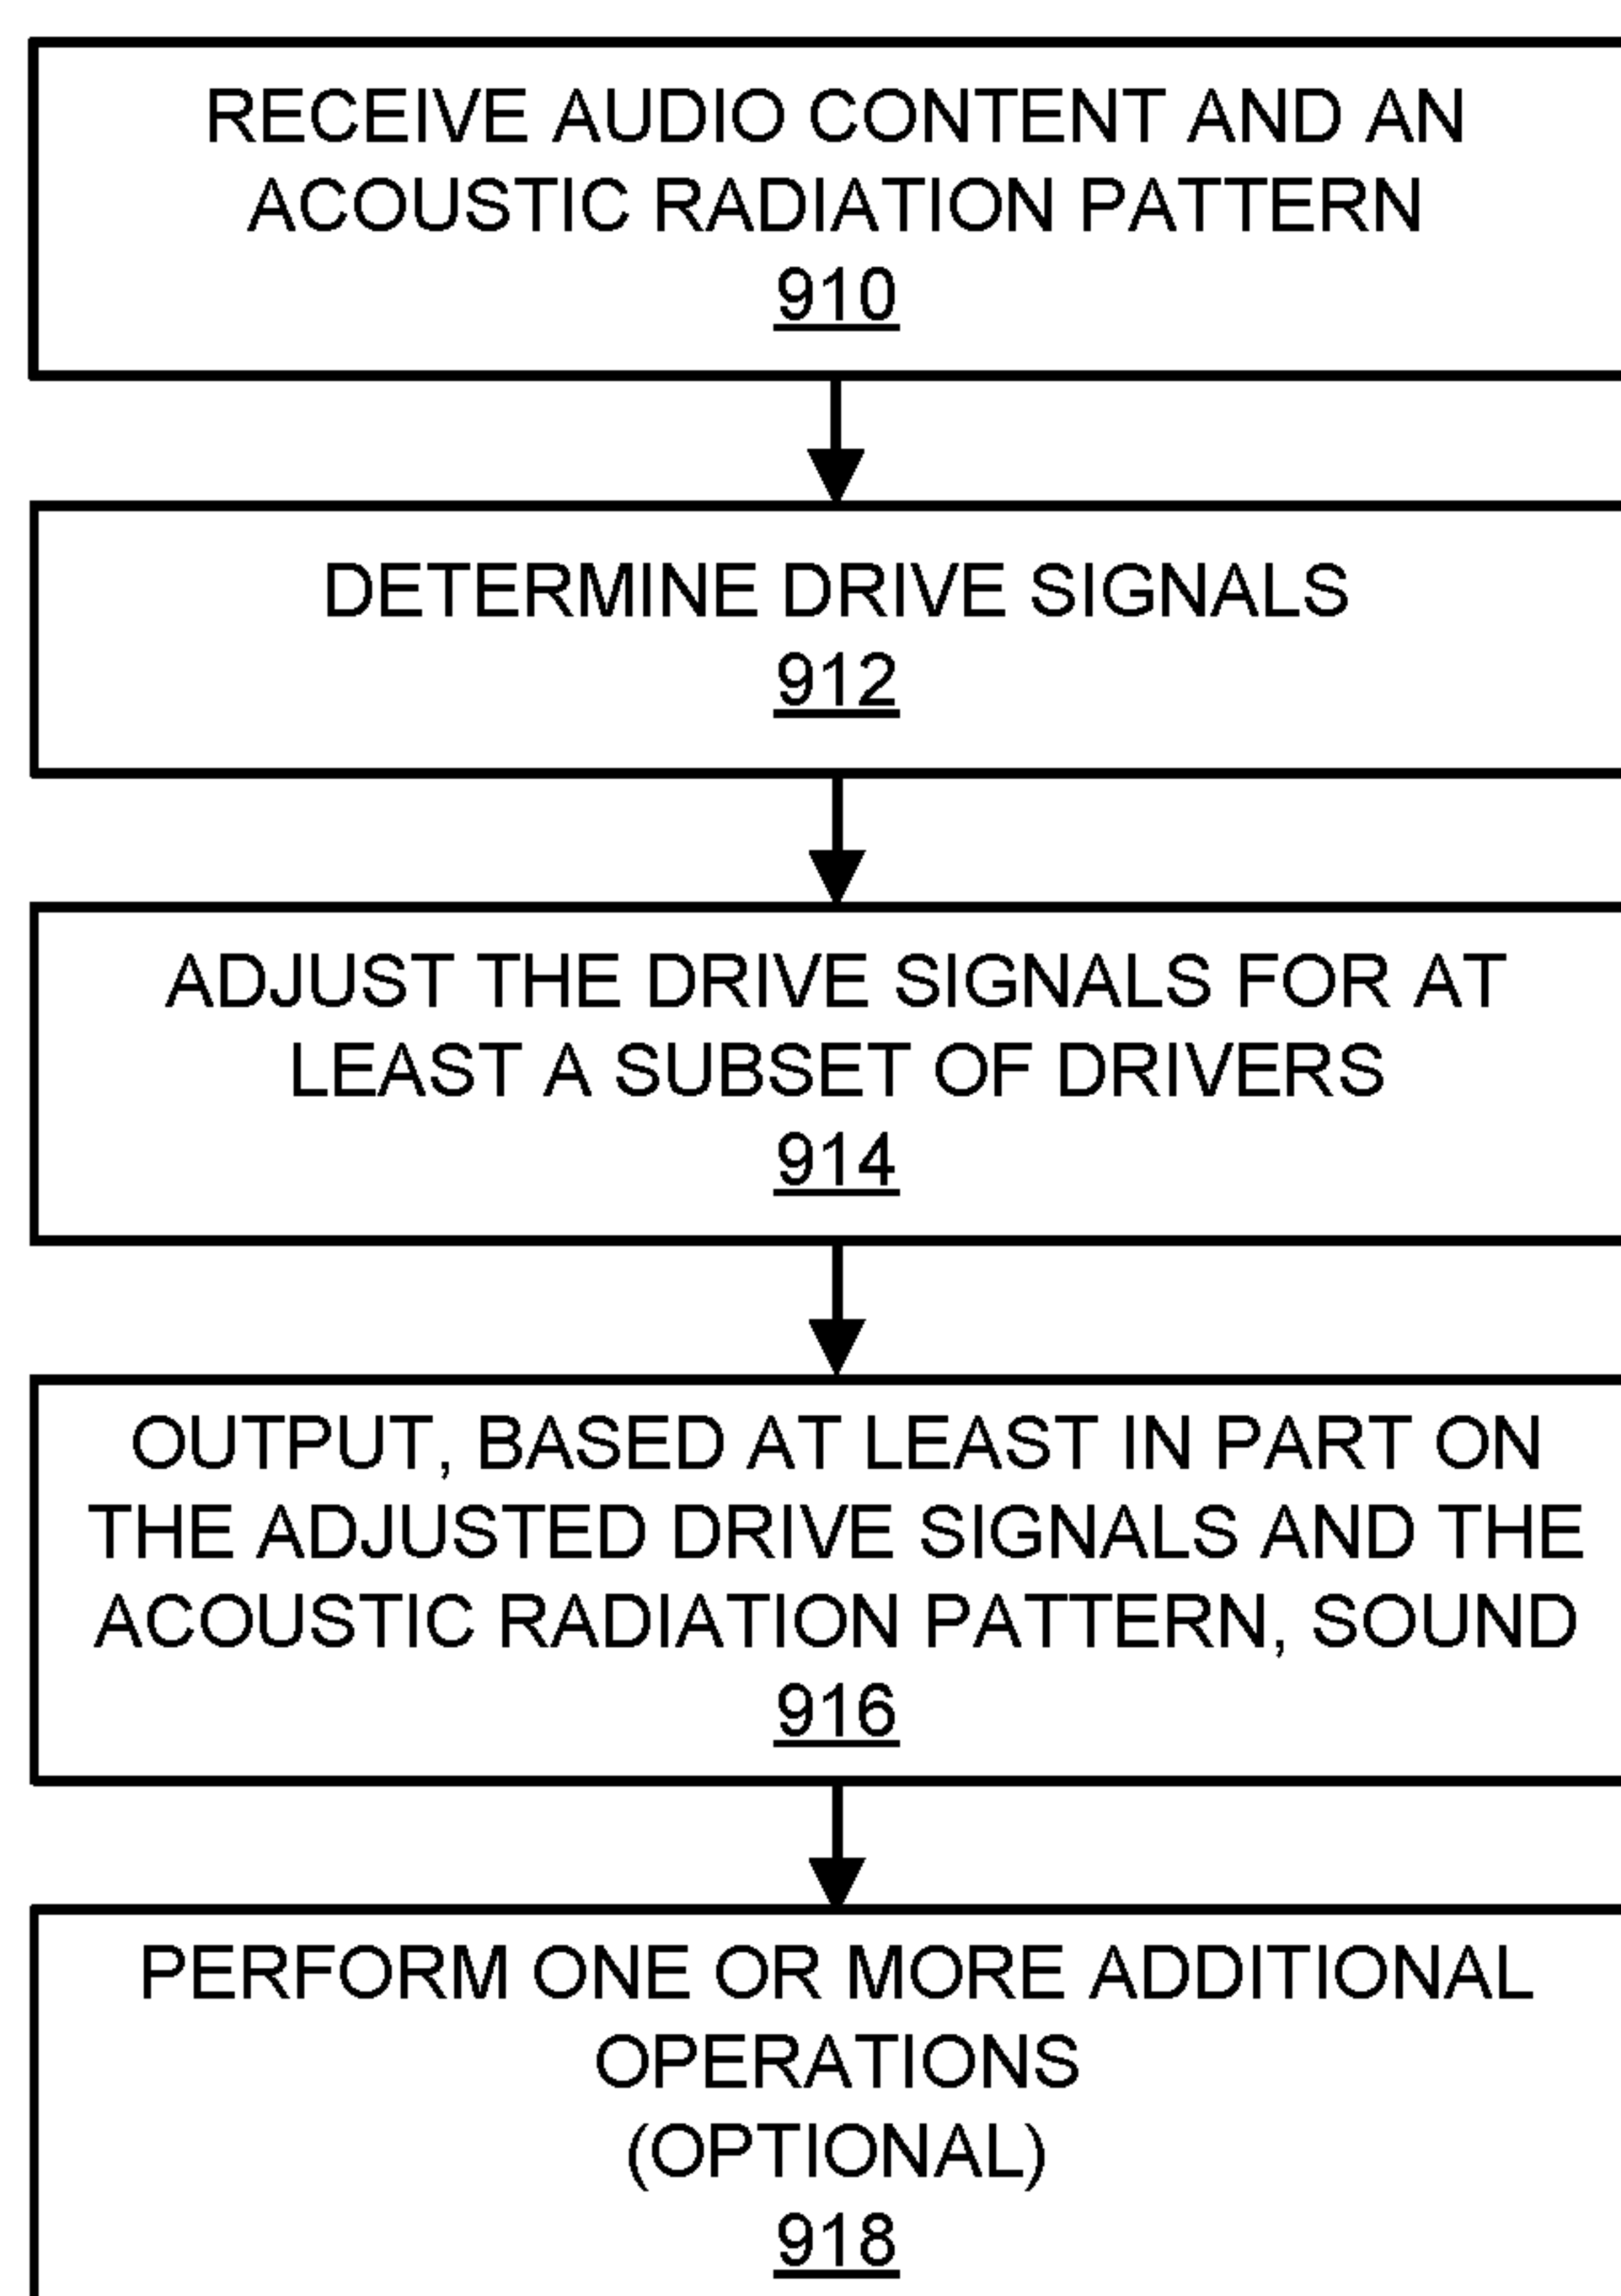 RECEIVE AUDIO CONTENT AND AN
ACOUSTIC RADIATION PATTERN
910
DETERMINE DRIVE SIGNALS
912
ADJUST THE DRIVE SIGNALS FOR AT
LEAST A SUBSET OF DRIVERS
914
OUTPUT, BASED AT LEAST IN PART ON
THE ADJUSTED DRIVE SIGNALS AND THE
ACOUSTIC RADIATION PATTERN, SOUND
916
PERFORM ONE OR MORE ADDITIONAL
OPERATIONS
(OPTIONAL)
918